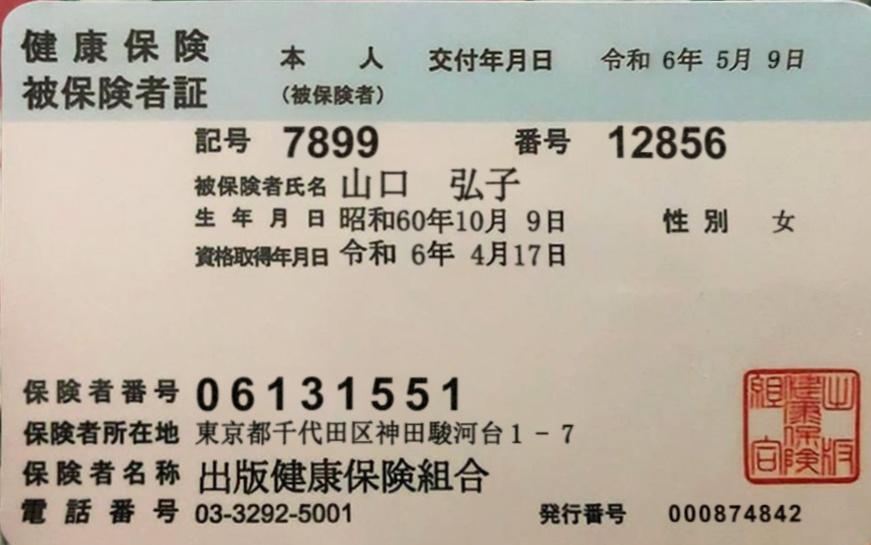 健康保険 本人 交付年月日 令和 6年 5月 9日
被保険者証 (被保険者)
記号 7899 番号 12856
被保険者氏名 山口 弘子
生年月日 昭和60年10月 9日 性別 女
資格取得年月日 令和 6年 4月17日
保険者番号 06131551
保険者所在地 東京都千代田区神田駿河台1-7
保険者名称 出版健康保険組合
電話番号 03-3292-5001 発行番号 000874842
出版
健康保険
組